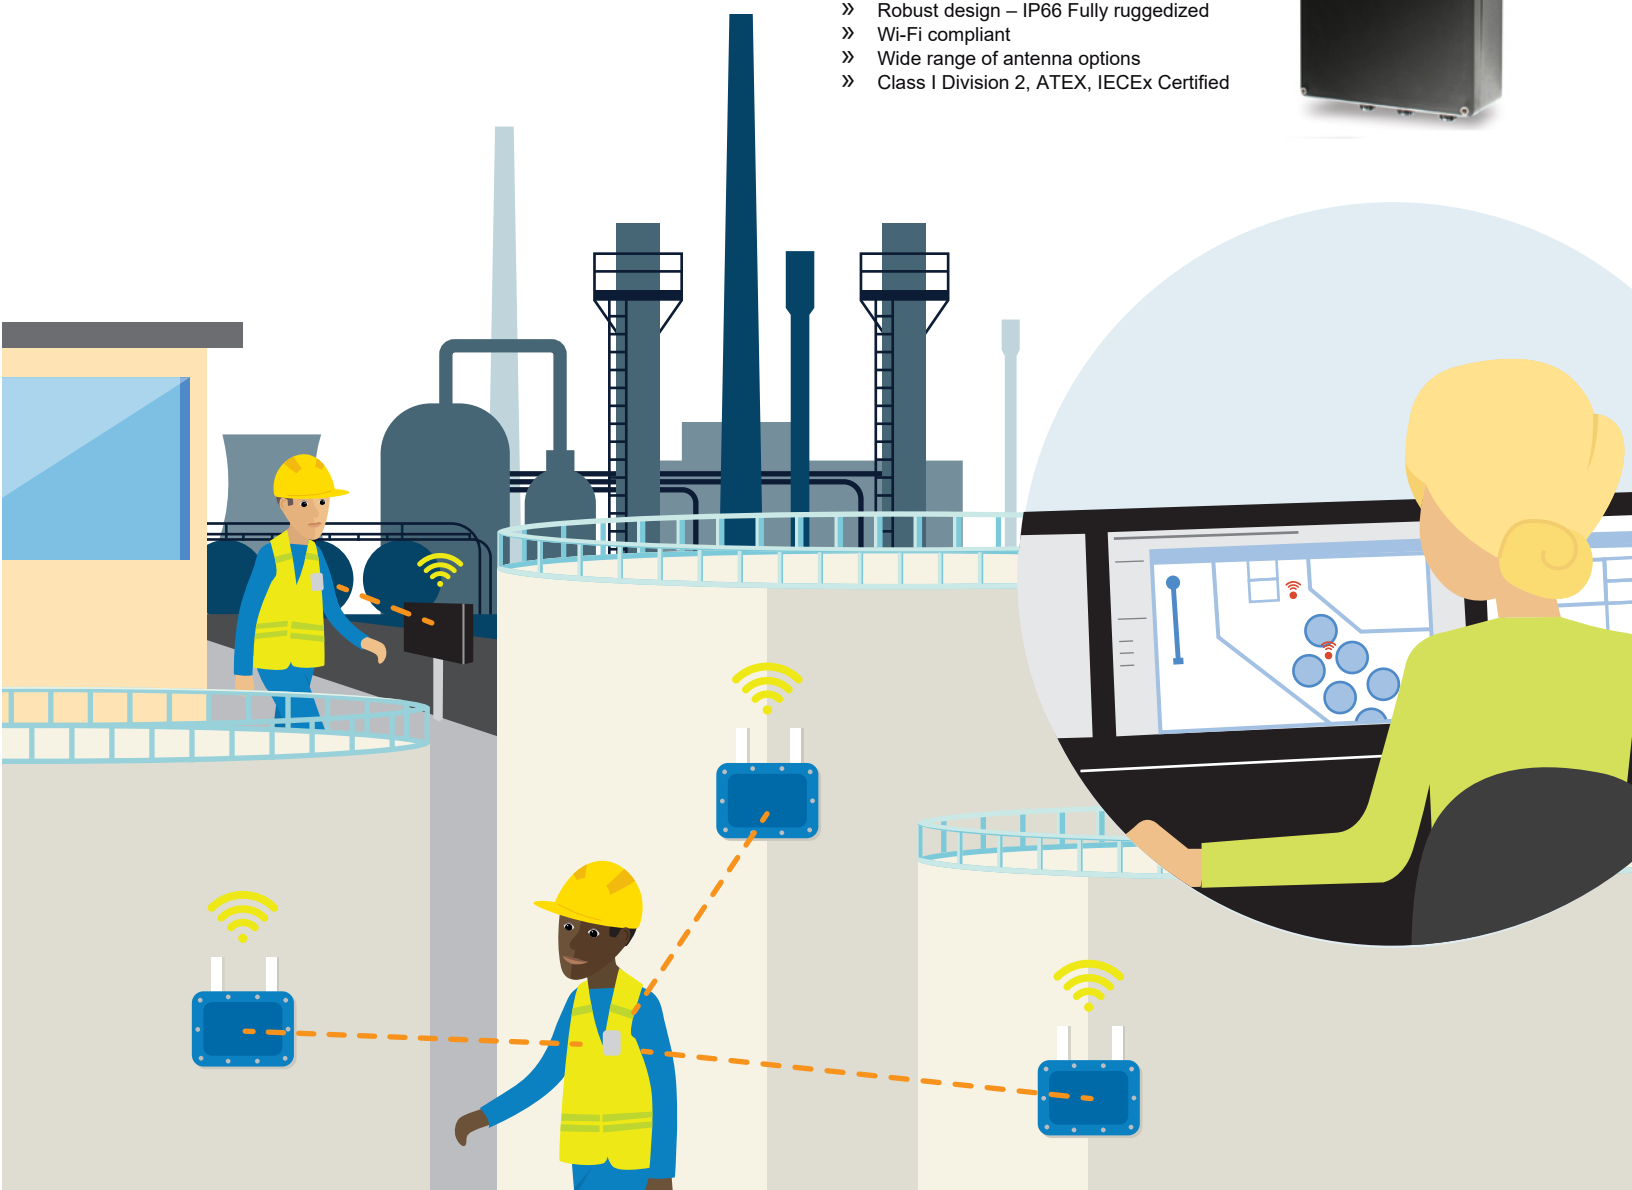 » Robust design – IP66 Fully ruggedized
» Wi-Fi compliant
» Wide range of antenna options
» Class I Division 2, ATEX, IECEx Certified